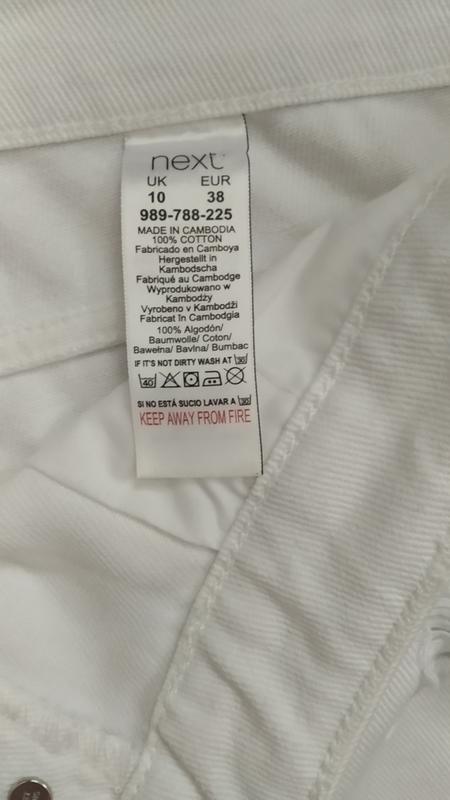 next
UK EUR
10 38
989-788-225
MADE IN CAMBODIA
100% COTTON
Fabricado en Camboya
Hergestellt in
Kambodscha
Fabriqué au Cambodge
Wyprodukowano w
Kambodży
Vyrobeno v Kambodži
Fabricat în Cambodgia
100% Algodón/
Baumwolle/ Coton/
Bawełna/ Bavlna/ Bumbac
IF IT'S NOT DIRTY WASH AT 30
40
SI NO ESTÁ SUCIO LAVAR A 30
KEEP AWAY FROM FIRE